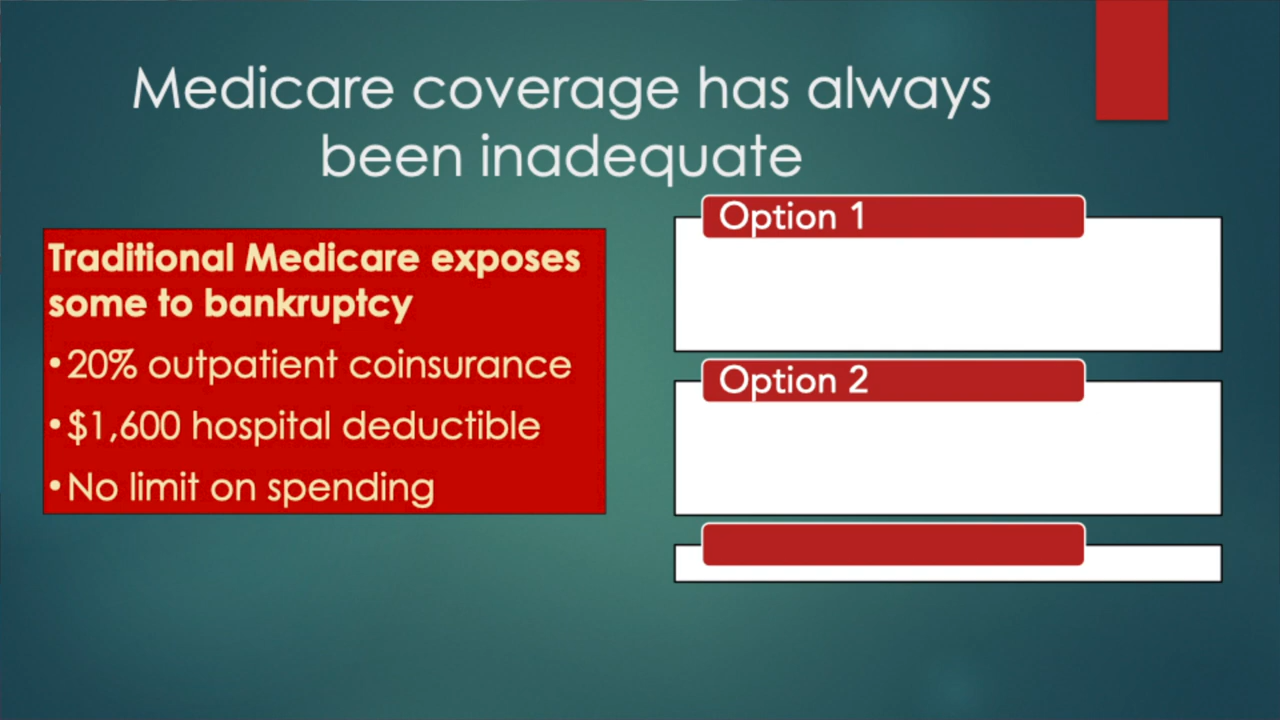 Medicare coverage has always
been inadequate
Traditional Medicare exposes
some to bankruptcy
•20% outpatient coinsurance
•$1,600 hospital deductible
•No limit on spending
Option 1
Option 2